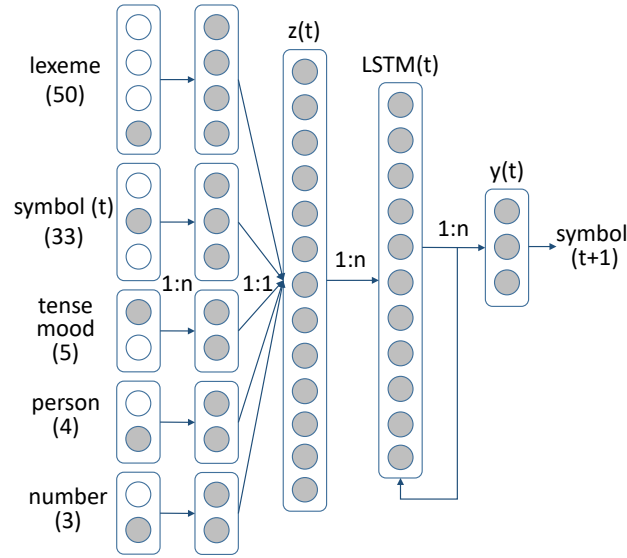 z(t)
LSTM(t)
lexeme
(50)
y(t)
symbol (t)
(33)
1:n
symbol
(t+1)
1:n
1:n
1:1
tense
mood
(5)
person
(4)
number
(3)